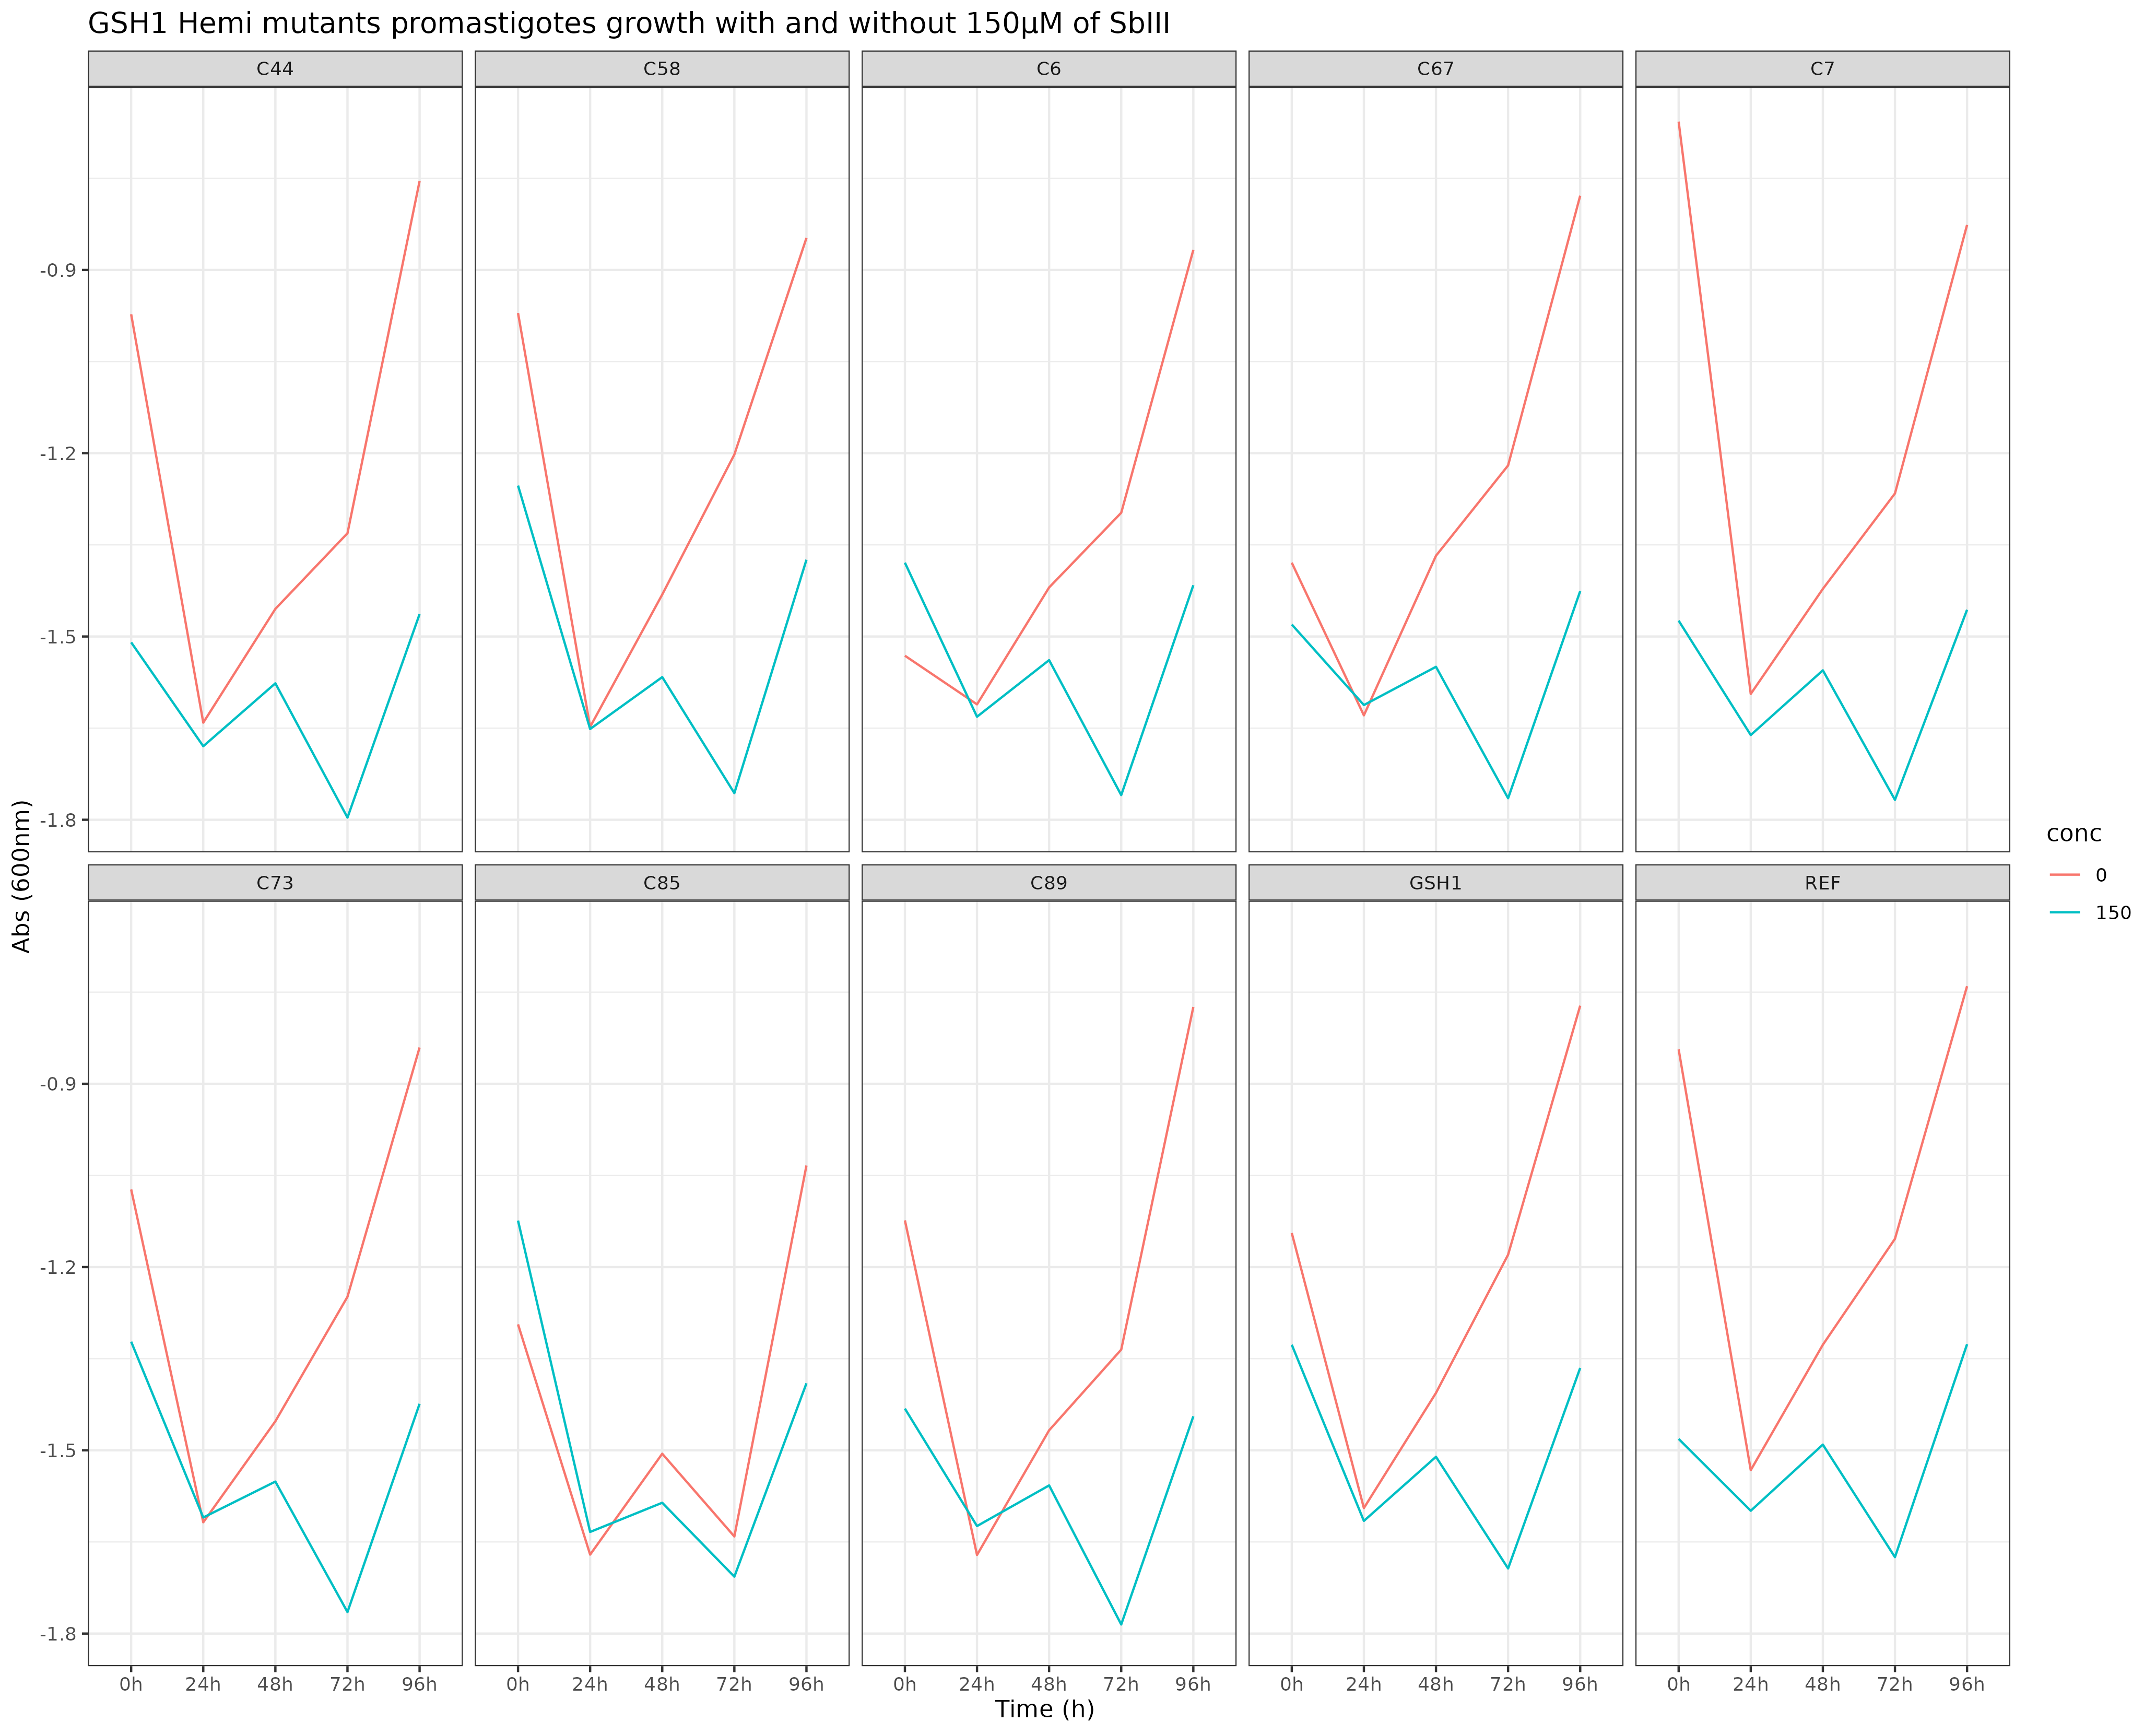 GSH1 Hemi mutants promastigotes growth with and without 150µM of SbIII
C44 C58 C6 C67 C7
-0.9
-1.2
-1.5
-1.8
C73 C85 C89 GSH1 REF
-0.9
-1.2
-1.5
-1.8
0h 24h 48h 72h 96h 0h 24h 48h 72h 96h 0h 24h 48h 72h 96h 0h 24h 48h 72h 96h 0h 24h 48h 72h 96h
Time (h)
Abs (600nm)
conc
0
150